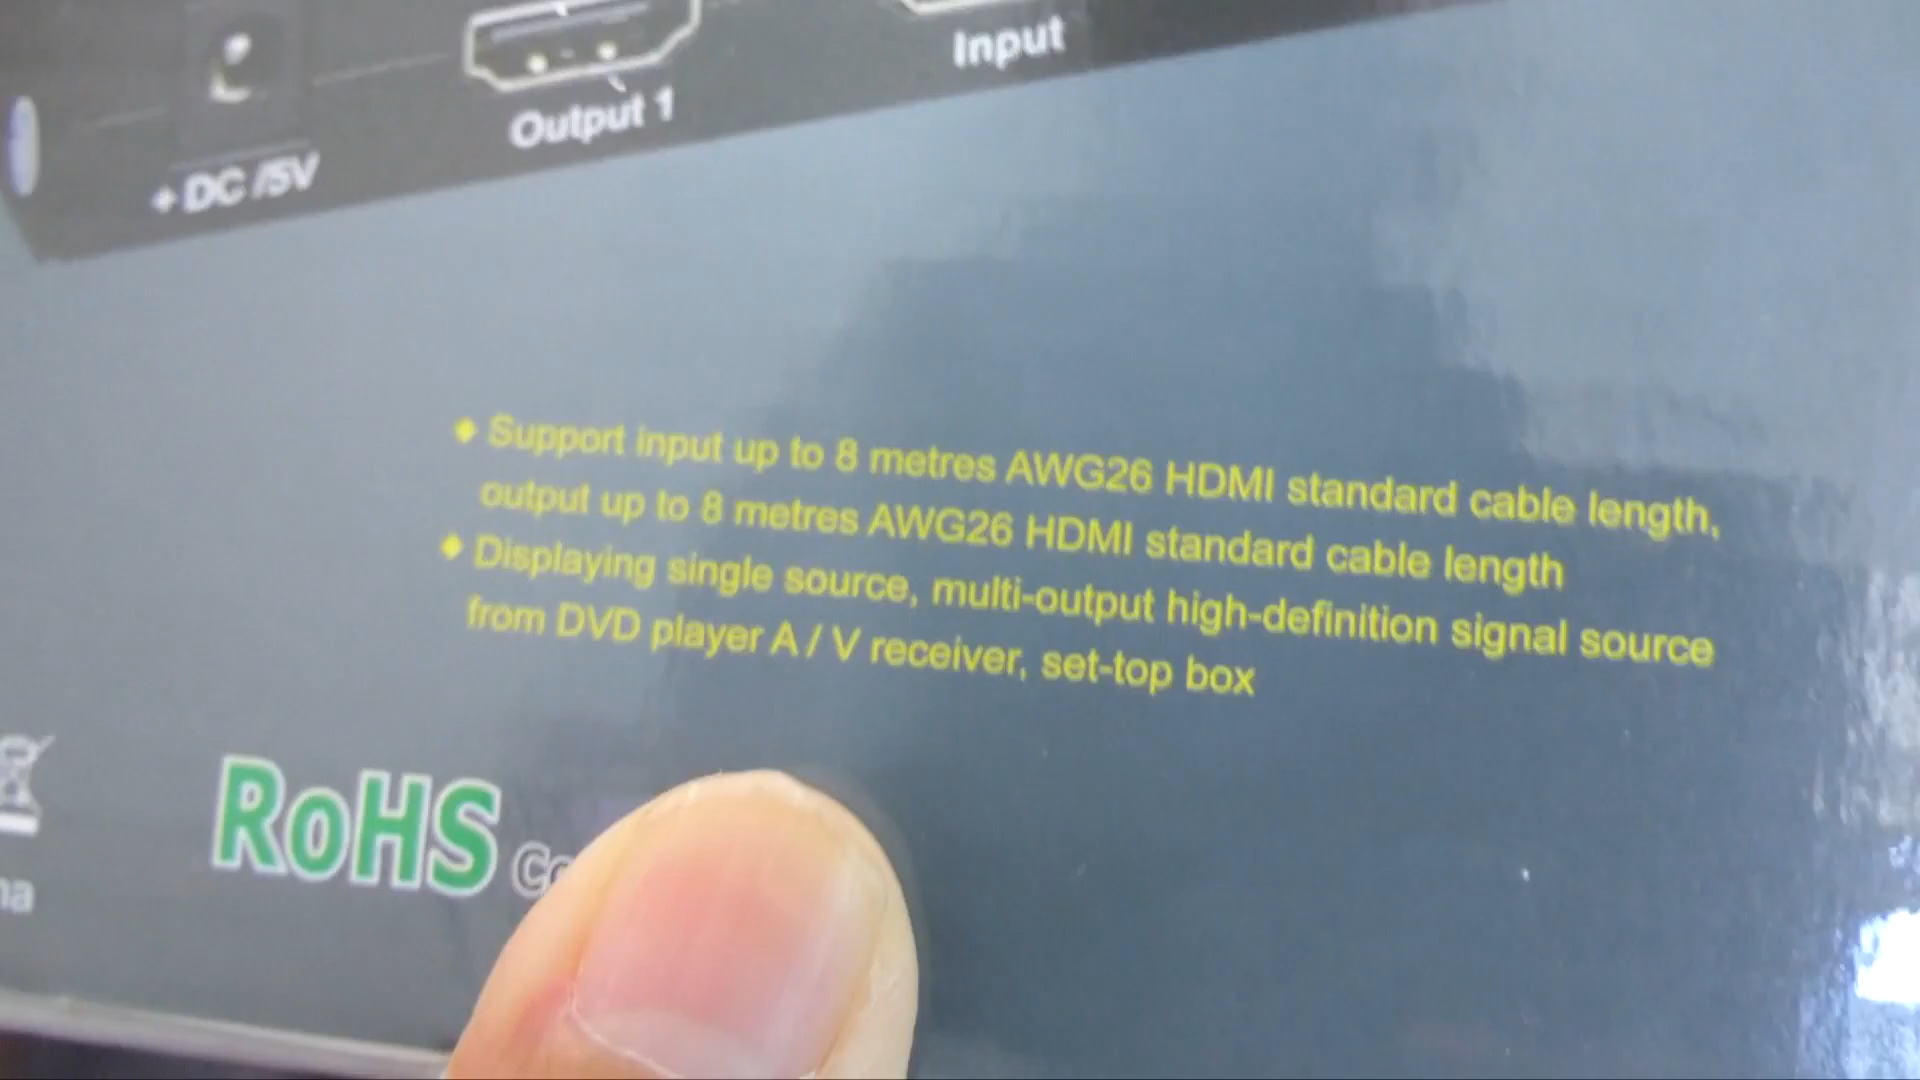 + DC /5V
Output 1
Input
Support input up to 8 metres AWG26 HDMI standard cable length,
output up to 8 metres AWG26 HDMI standard cable length
Displaying single source, multi-output high-definition signal source
from DVD player A / V receiver, set-top box
RoHS